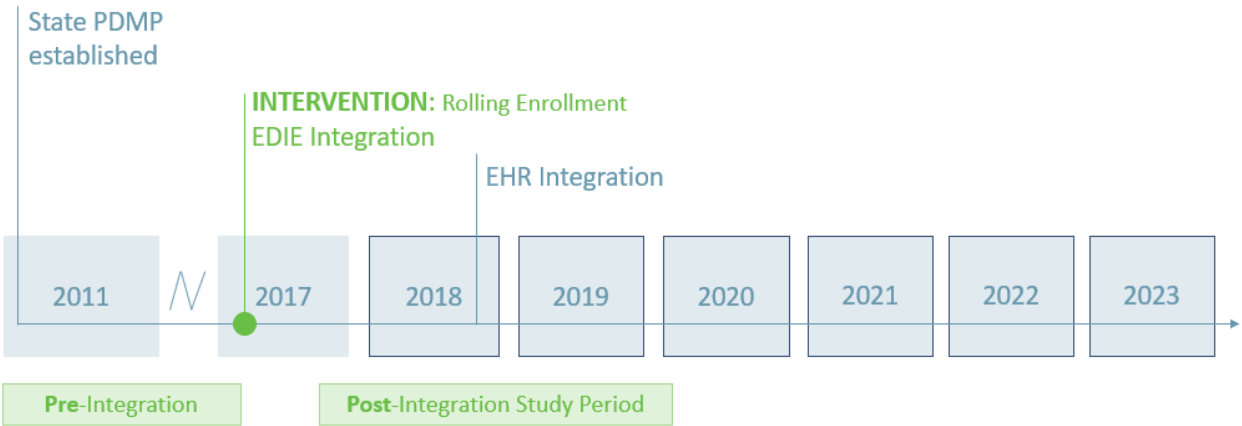 State PDMP
established
INTERVENTION: Rolling Enrollment
EDIE Integration
EHR Integration
2011
2017
2018
2019
2020
2021
2022
2023
Pre-Integration
Post-Integration Study Period